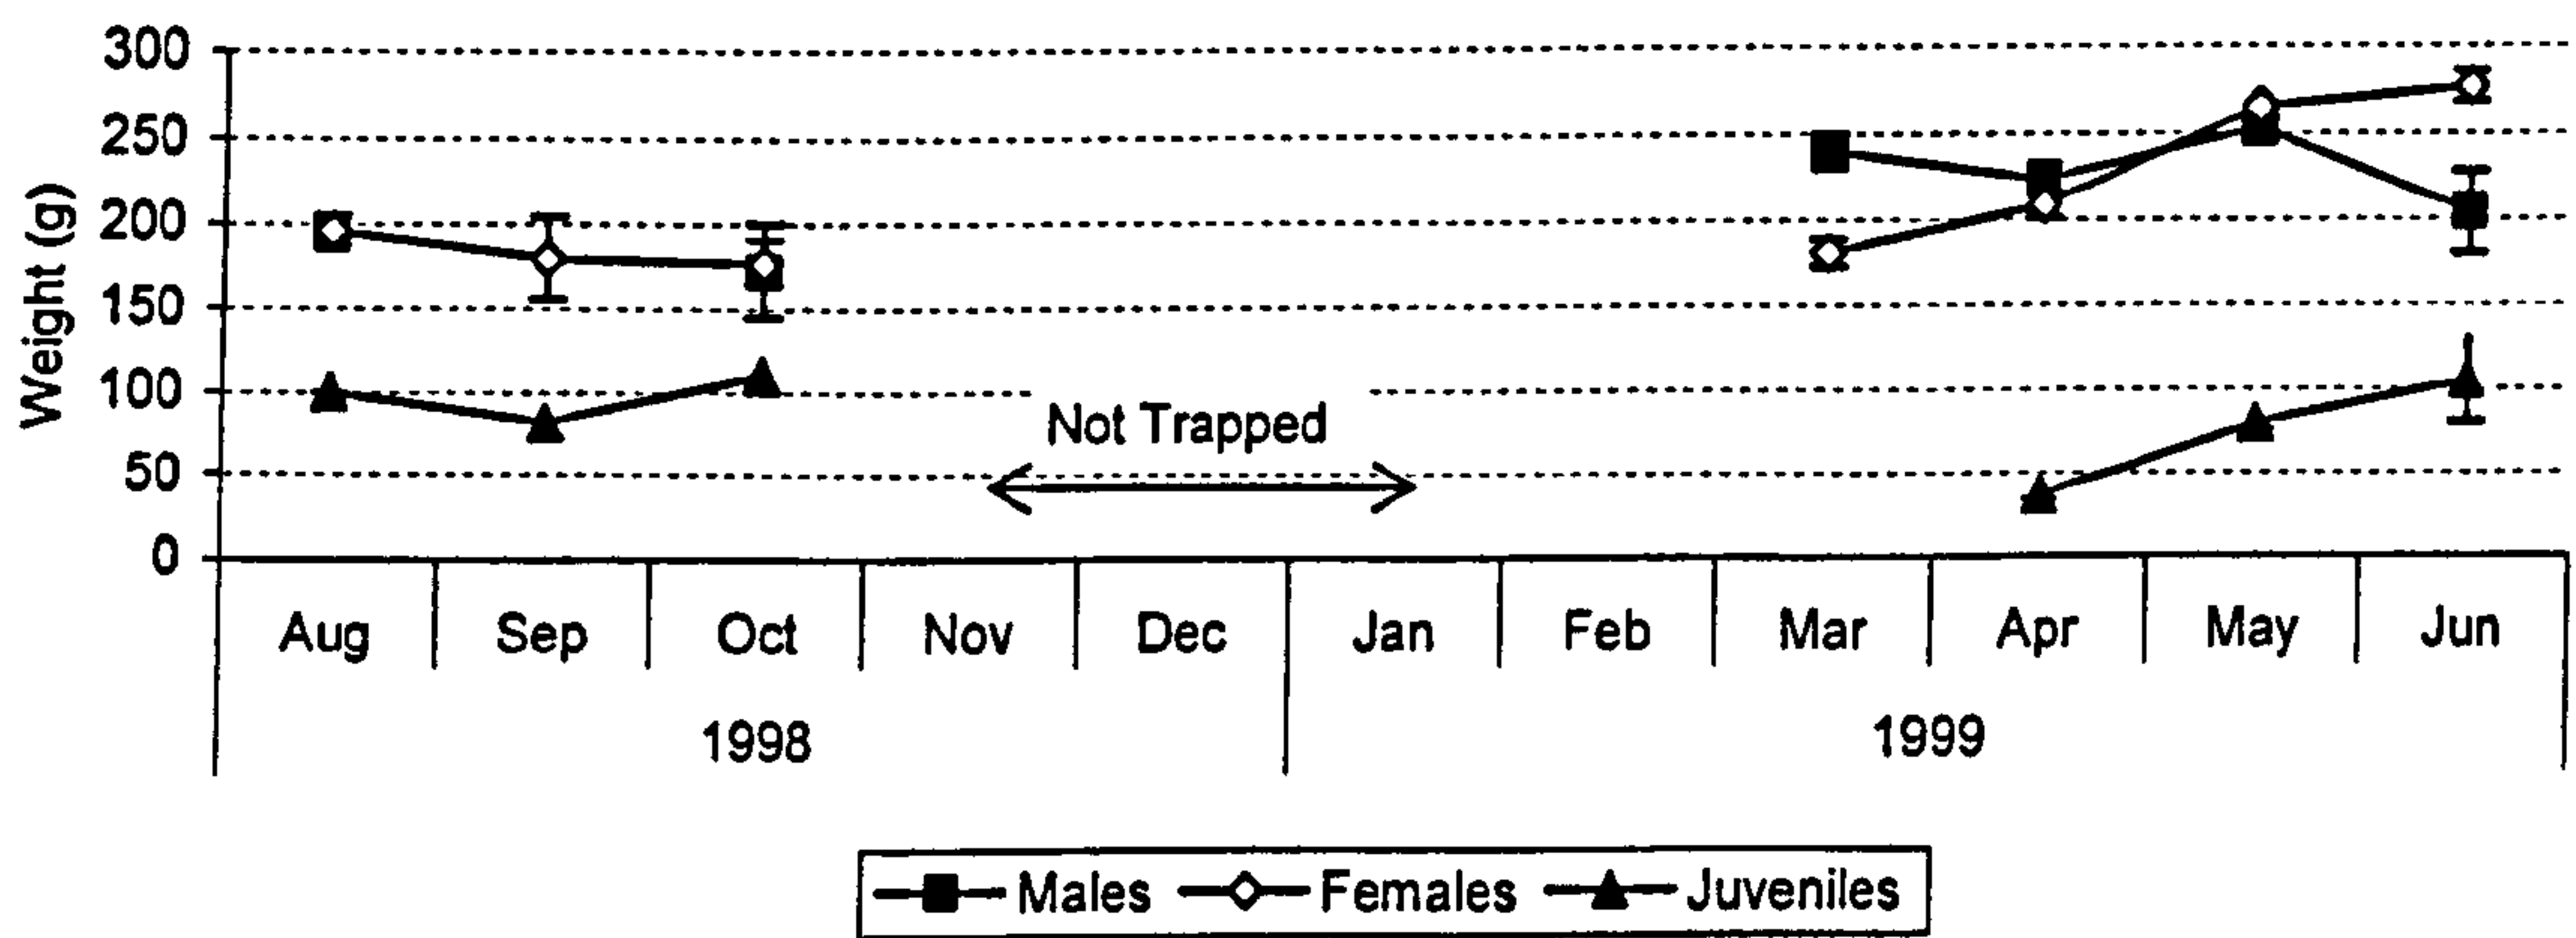 300
250
200
150
100
50
0
Weight (g)
Not Trapped
Aug Sep Oct Nov Dec Jan Feb Mar Apr May Jun
1998 1999
Males Females Juveniles